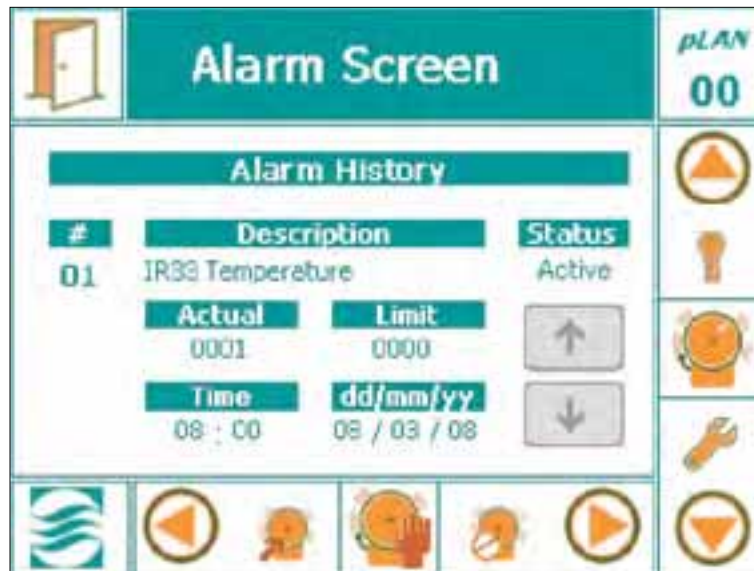 Alarm Screen
pLAN
00
Alarm History
# Description Status
01 IR33 Temperature Active
Actual Limit
0001 0000
Time dd/mm/yy
08 : 00 08 / 03 / 08